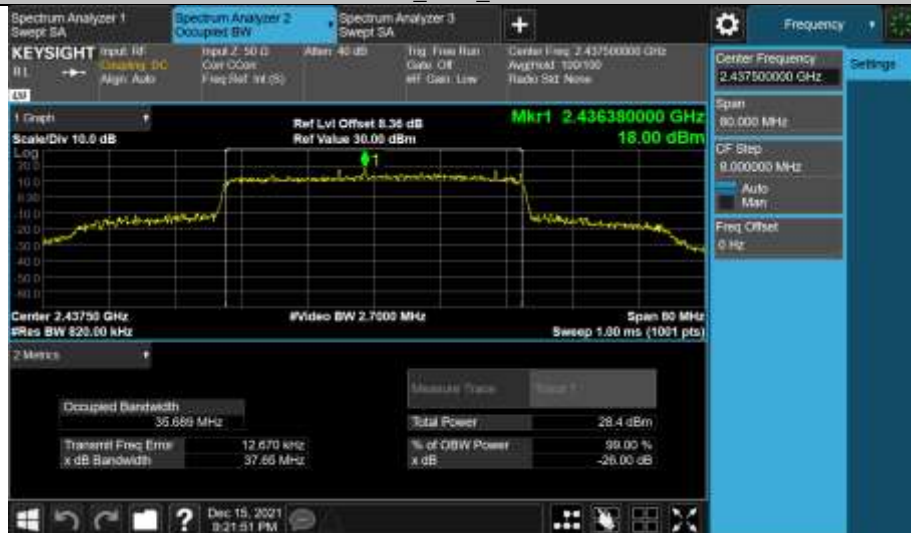 Spectrum Analyzer 1
Swept SA
Spectrum Analyzer 2
Occupied BW
Spectrum Analyzer 3
Swept SA
+
Frequency
KEYSIGHT
Input: RF
Coupling: DC
Align: Auto
Input Z: 50 Ω
Corr CCorr
Freq Ref: Int (S)
Atten: 40 dB
Trig: Free Run
Gate: Off
#IF Gain: Low
Center Freq: 2.437500000 GHz
Avg|Hold: 100/100
Radio Std: None
Center Frequency
2.437500000 GHz
Settings
Span
80.000 MHz
CF Step
8.000000 MHz
Auto
Man
Freq Offset
0 Hz
1 Graph
Scale/Div 10.0 dB
Ref Lvl Offset 8.36 dB
Ref Value 30.00 dBm
Mkr1 2.436380000 GHz
18.00 dBm
Log
1
Center 2.43750 GHz
#Res BW 820.00 kHz
#Video BW 2.7000 MHz
Span 80 MHz
Sweep 1.00 ms (1001 pts)
2 Metrics
Measure Trace
Trace 1
Occupied Bandwidth
35.689 MHz
Total Power
28.4 dBm
Transmit Freq Error
12.670 kHz
% of OBW Power
99.00 %
x dB Bandwidth
37.65 MHz
x dB
-26.00 dB
?
Dec 15, 2021
9:21:51 PM